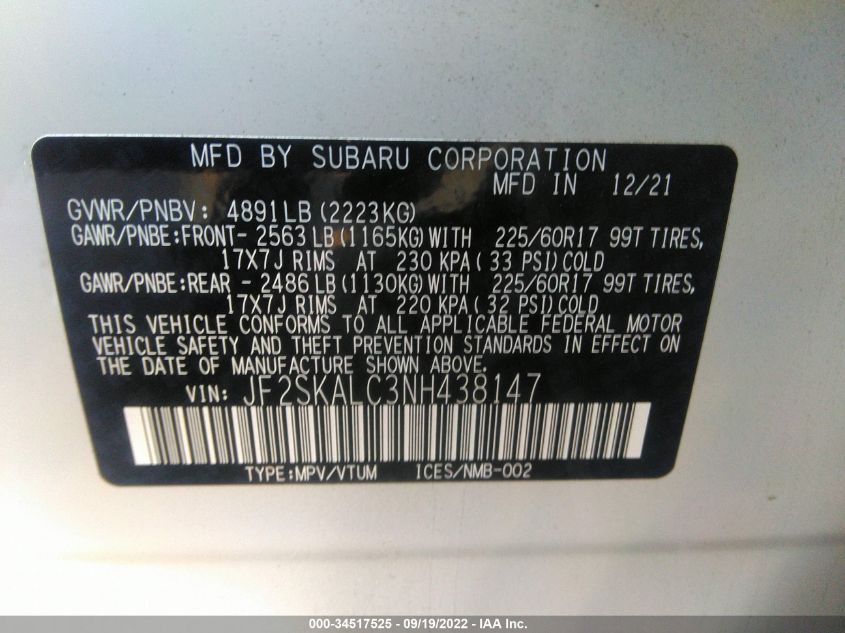 MFD BY SUBARU CORPORATION
MFD IN 12/21
GVWR/PNBV: 4891LB (2223KG)
GAWR/PNBE:FRONT- 2563 LB (1165KG) WITH 225/60R17 99T TIRES,
17X7J RIMS AT 230 KPA( 33 PSI) COLD
GAWR/PNBE:REAR - 2486 LB (1130KG) WITH 225/60R17 99T TIRES,
17X7J RIMS AT 220 KPA( 32 PSI) COLD
THIS VEHICLE CONFORMS TO ALL APPLICABLE FEDERAL MOTOR
VEHICLE SAFETY AND THEFT PREVENTION STANDARDS IN EFFECT ON
THE DATE OF MANUFACTURE SHOWN ABOVE.
VIN: JF2SKALC3NH438147
TYPE:MPV/VTUM ICES/NMB-002
000-34517525 - 09/19/2022 - IAA Inc.